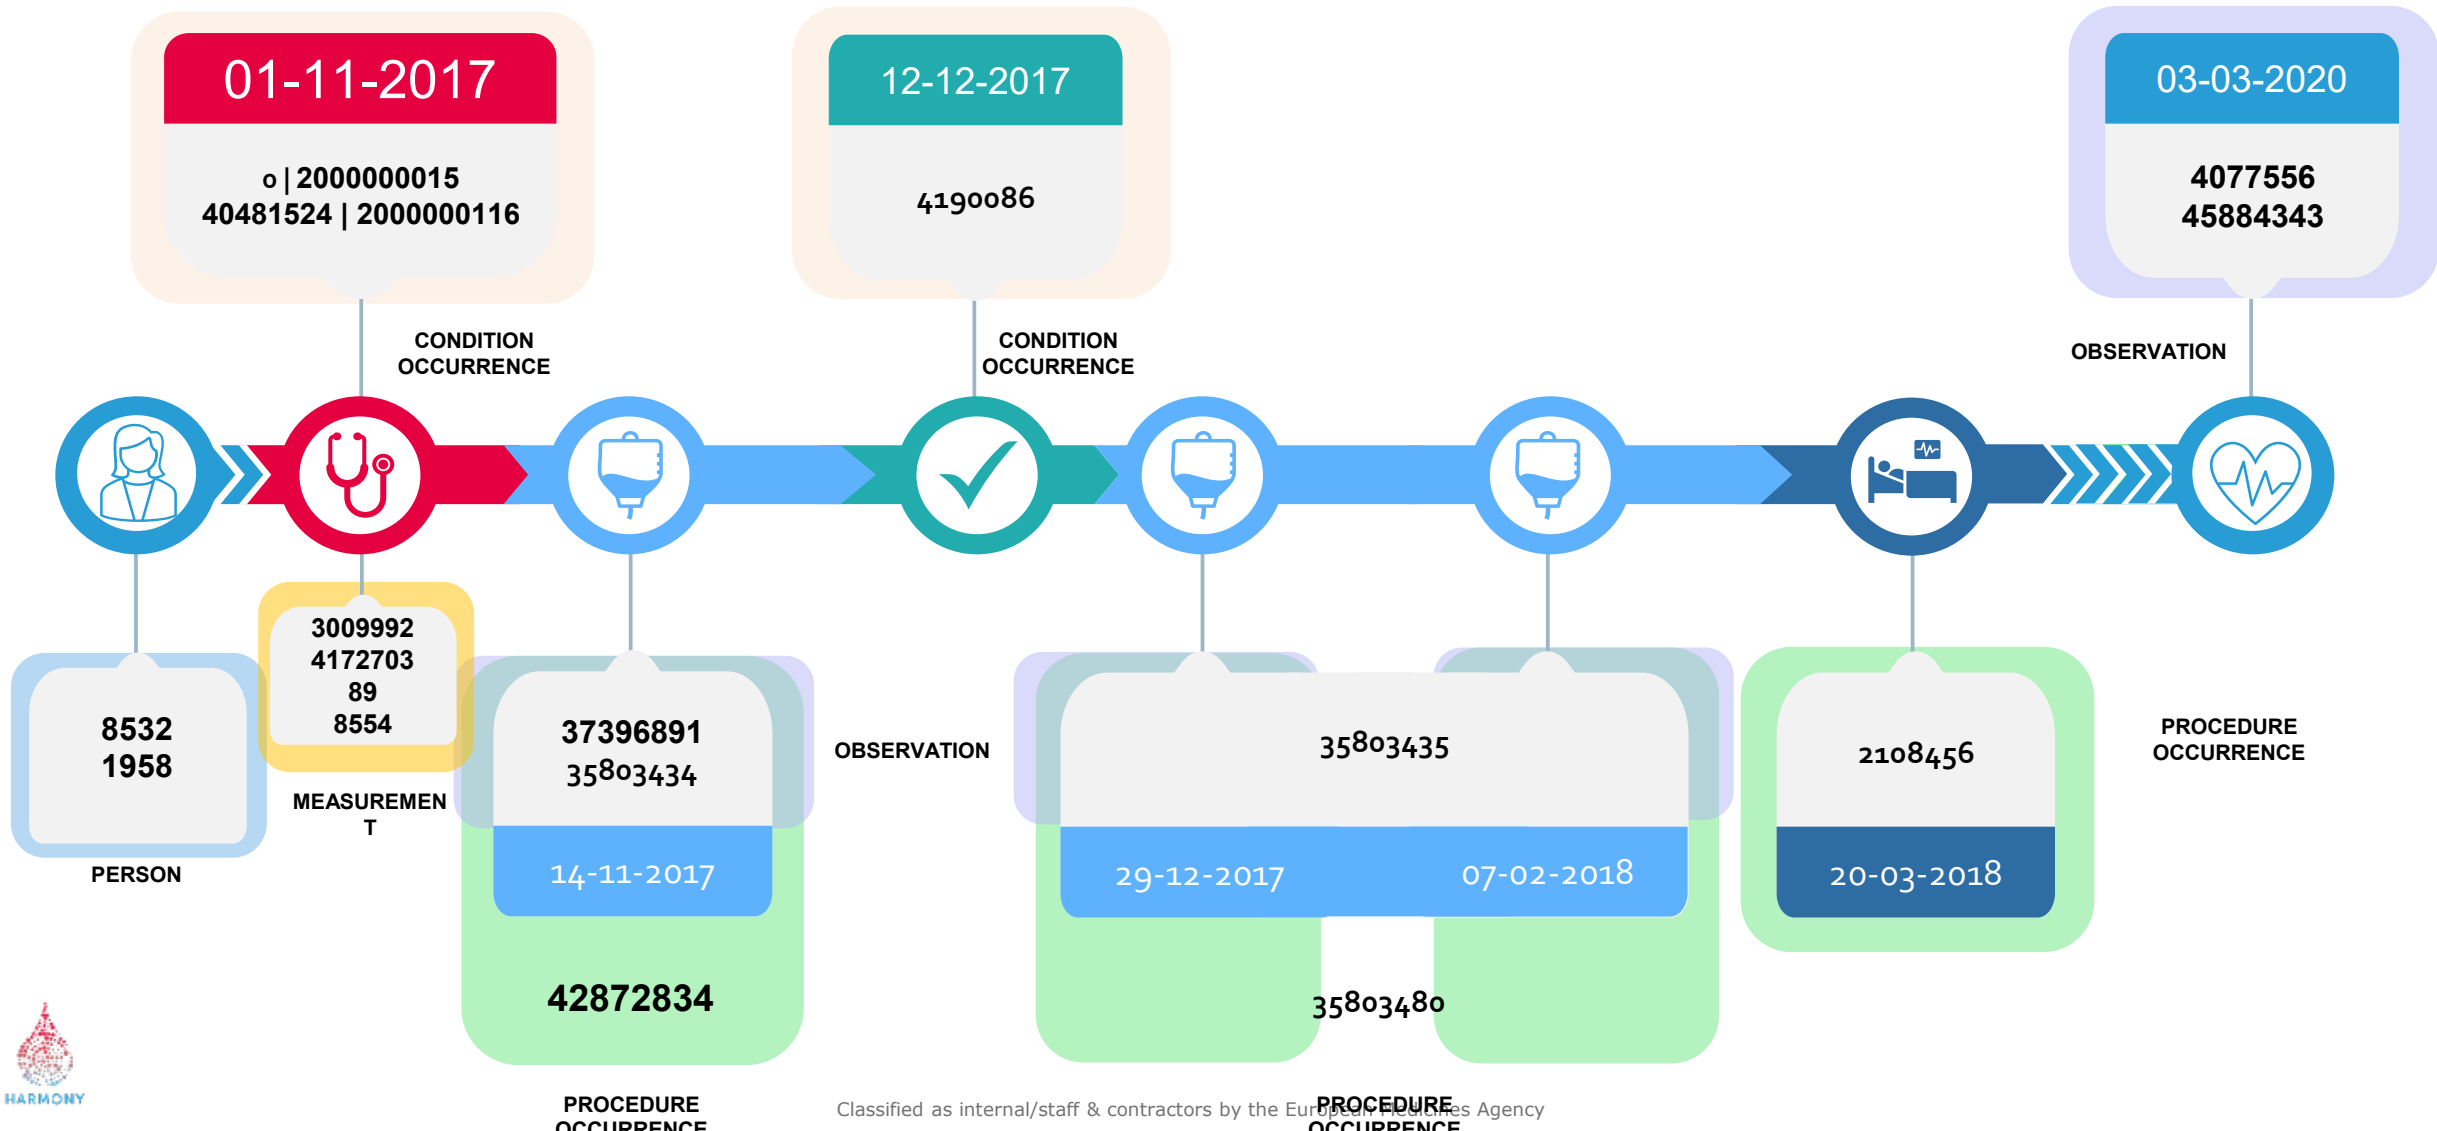 01-11-2017
0 | 2000000015
40481524 | 2000000116
CONDITION
OCCURRENCE
12-12-2017
4190086
CONDITION
OCCURRENCE
03-03-2020
4077556
45884343
OBSERVATION
8532
1958
PERSON
3009992
4172703
89
8554
MEASUREMEN
T
37396891
35803434
14-11-2017
42872834
PROCEDURE
OCCURRENCE
OBSERVATION
35803435
29-12-2017
07-02-2018
35803480
PROCEDURE
OCCURRENCE
2108456
20-03-2018
PROCEDURE
OCCURRENCE
HARMONY
Classified as internal/staff & contractors by the European Medicines Agency